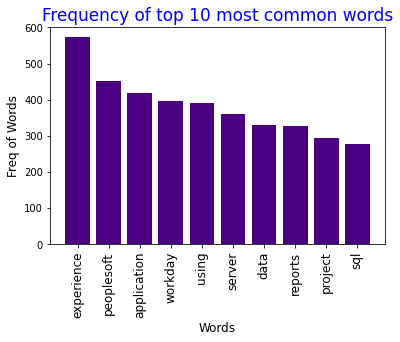 Frequency of top 10 most common words
Freq of Words
600
500
400
300
200
100
0
experience
peoplesoft
application
workday
using
server
data
reports
project
sql
Words